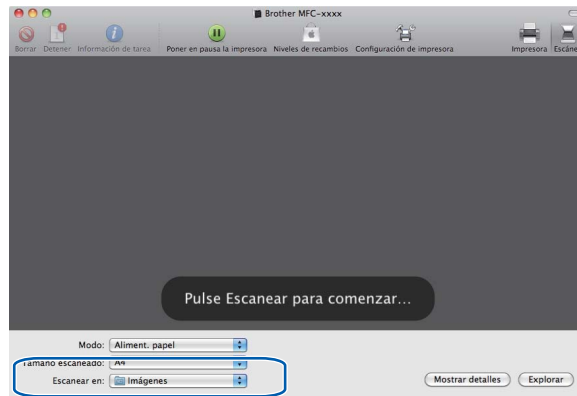 Brother MFC-xxxx
Borrar Detener Información de tarea Poner en pausa la impresora Niveles de recambios Configuración de impresora Impresora
Pulse Escanear para comenzar...
Modo: Aliment. papel
Tamaño escaneado: A4
Escanear en: Imágenes
Mostrar detalles Explorar